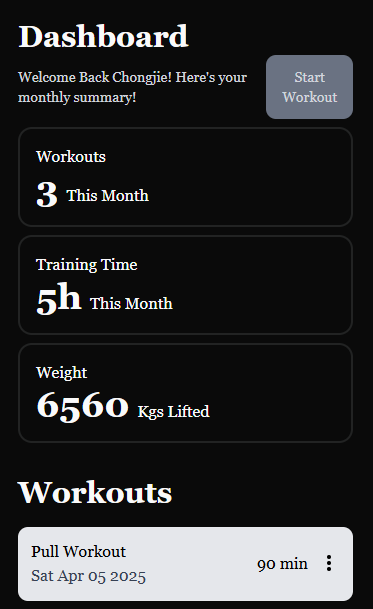 Dashboard
Welcome Back Chongjie! Here's your
monthly summary!
Start
Workout
Workouts
3 This Month
Training Time
5h This Month
Weight
6560 Kgs Lifted
Workouts
Pull Workout
Sat Apr 05 2025
90 min